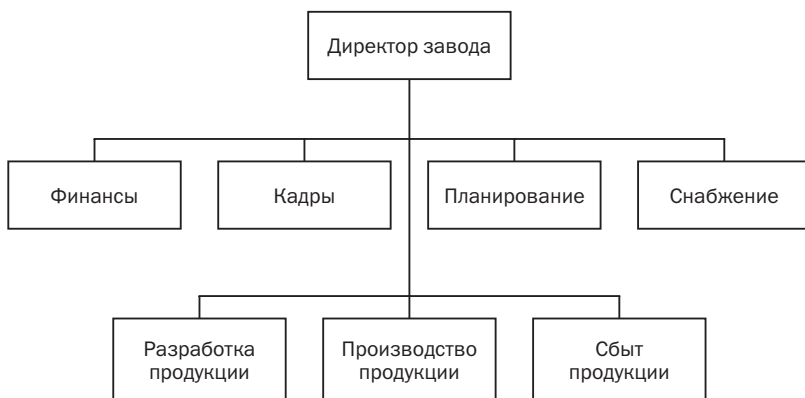 Директор завода
Финансы
Кадры
Планирование
Снабжение
Разработка
продукции
Производство
продукции
Сбыт
продукции